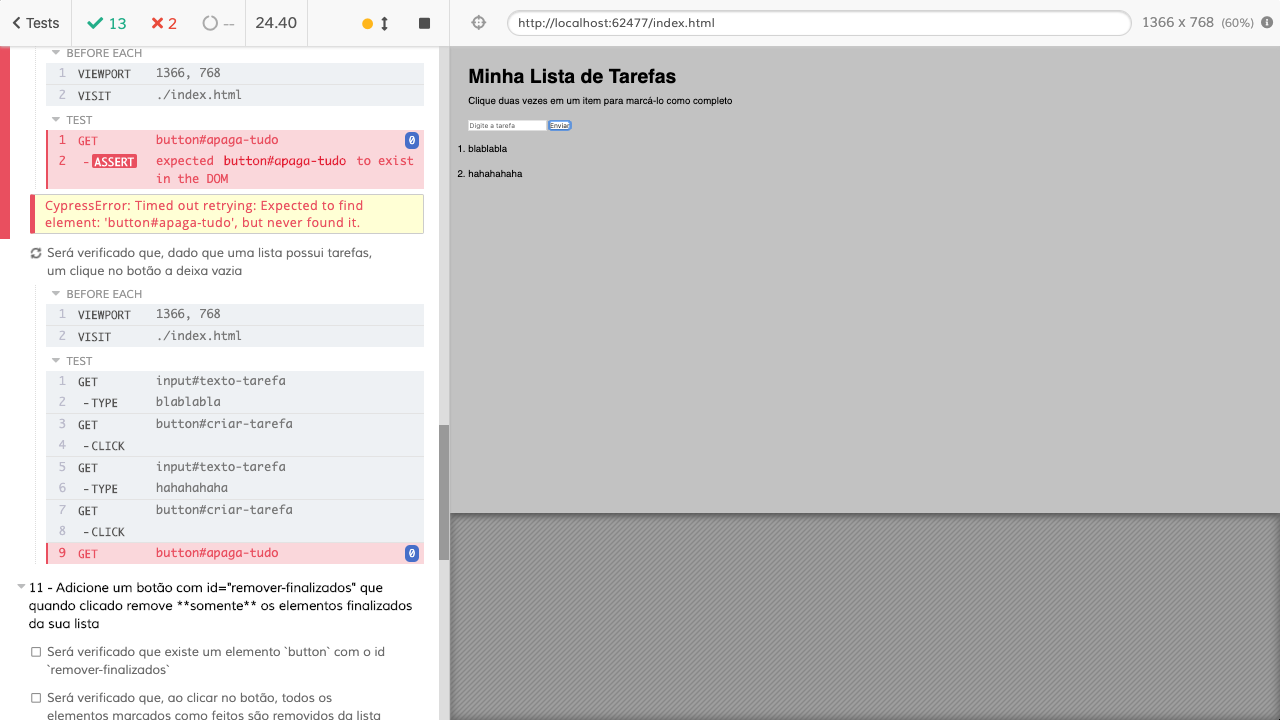 Tests
13
2
--
24.40
http://localhost:62477/index.html
1366 x 768 (60%)
BEFORE EACH
1 VIEWPORT 1366, 768
2 VISIT ./index.html
TEST
1 GET button#apaga-tudo 0
2 -ASSERT expected button#apaga-tudo to exist
in the DOM
CypressError: Timed out retrying: Expected to find
element: 'button#apaga-tudo', but never found it.
Será verificado que, dado que uma lista possui tarefas,
um clique no botão a deixa vazia
BEFORE EACH
1 VIEWPORT 1366, 768
2 VISIT ./index.html
TEST
1 GET input#texto-tarefa
2 -TYPE blablabla
3 GET button#criar-tarefa
4 -CLICK
5 GET input#texto-tarefa
6 -TYPE hahahahaha
7 GET button#criar-tarefa
8 -CLICK
9 GET button#apaga-tudo 0
11 - Adicione um botão com id="remover-finalizados" que
quando clicado remove **somente** os elementos finalizados
da sua lista
Será verificado que existe um elemento `button` com o id
`remover-finalizados`
Será verificado que, ao clicar no botão, todos os
elementos marcados como feitos são removidos da lista
Minha Lista de Tarefas
Clique duas vezes em um item para marcá-lo como completo
Digite a tarefa Enviar
1. blablabla
2. hahahahaha